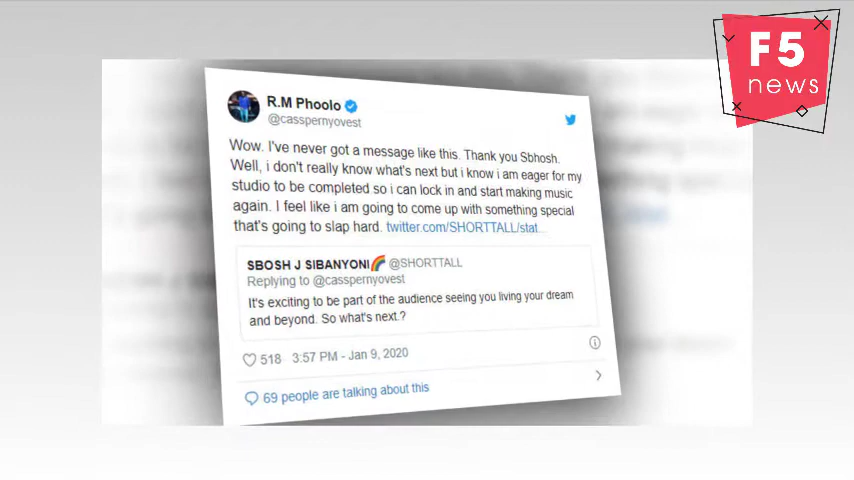 F5
news
R.M Phoolo
@casspernyovest
Wow. I've never got a message like this. Thank you Sbhosh.
Well, i don't really know what's next but i know i am eager for my
studio to be completed so i can lock in and start making music
again. I feel like i am going to come up with something special
that's going to slap hard. twitter.com/SHORTTALL/stat...
SBOSH J SIBANYONI🌈 @SHORTTALL
Replying to @casspernyovest
It's exciting to be part of the audience seeing you living your dream
and beyond. So what's next.?
518 3:57 PM - Jan 9, 2020
69 people are talking about this